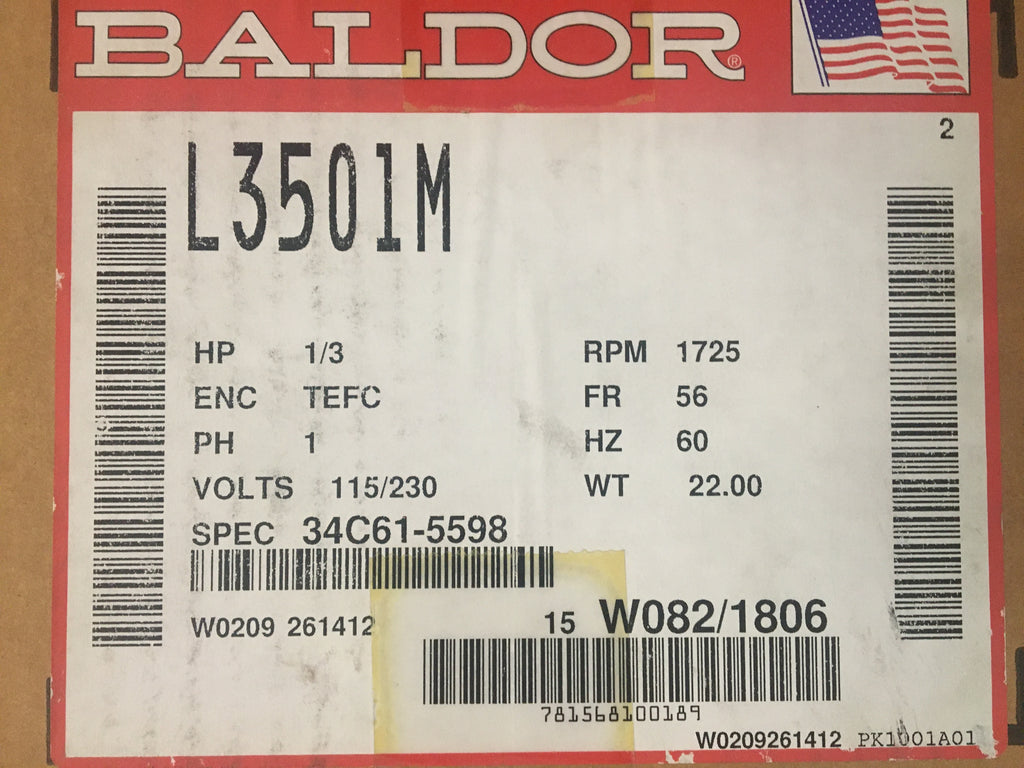 BALDOR®
2
L3501M
HP 1/3 RPM 1725
ENC TEFC FR 56
PH 1 HZ 60
VOLTS 115/230 WT 22.00
SPEC 34C61-5598
W0209 261412 15 W082/1806
781568100189
W0209261412 PK1001A01